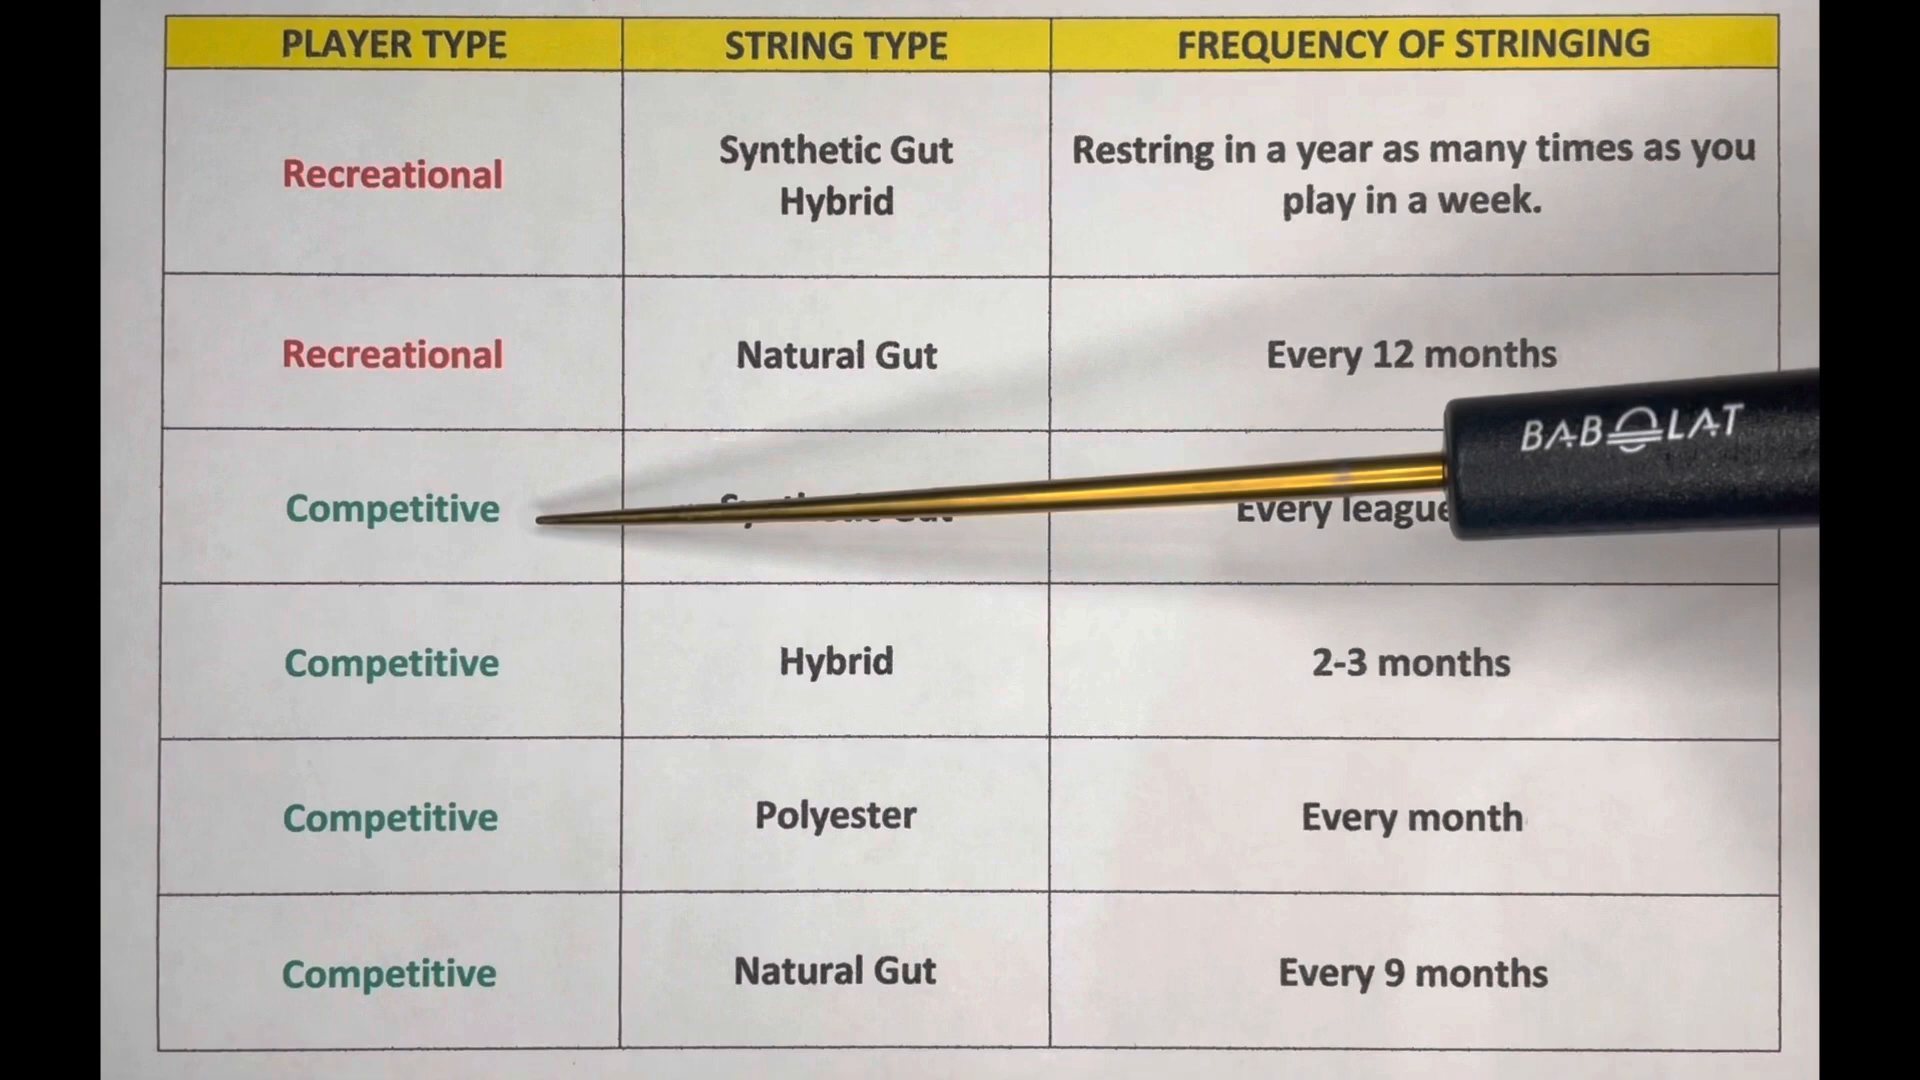 PLAYER TYPE STRING TYPE FREQUENCY OF STRINGING
Recreational
Synthetic Gut
Hybrid
Restring in a year as many times as you
play in a week.
Recreational Natural Gut Every 12 months
BABOLAT
Competitive Synthetic Gut Every league
Competitive Hybrid 2-3 months
Competitive Polyester Every month
Competitive Natural Gut Every 9 months